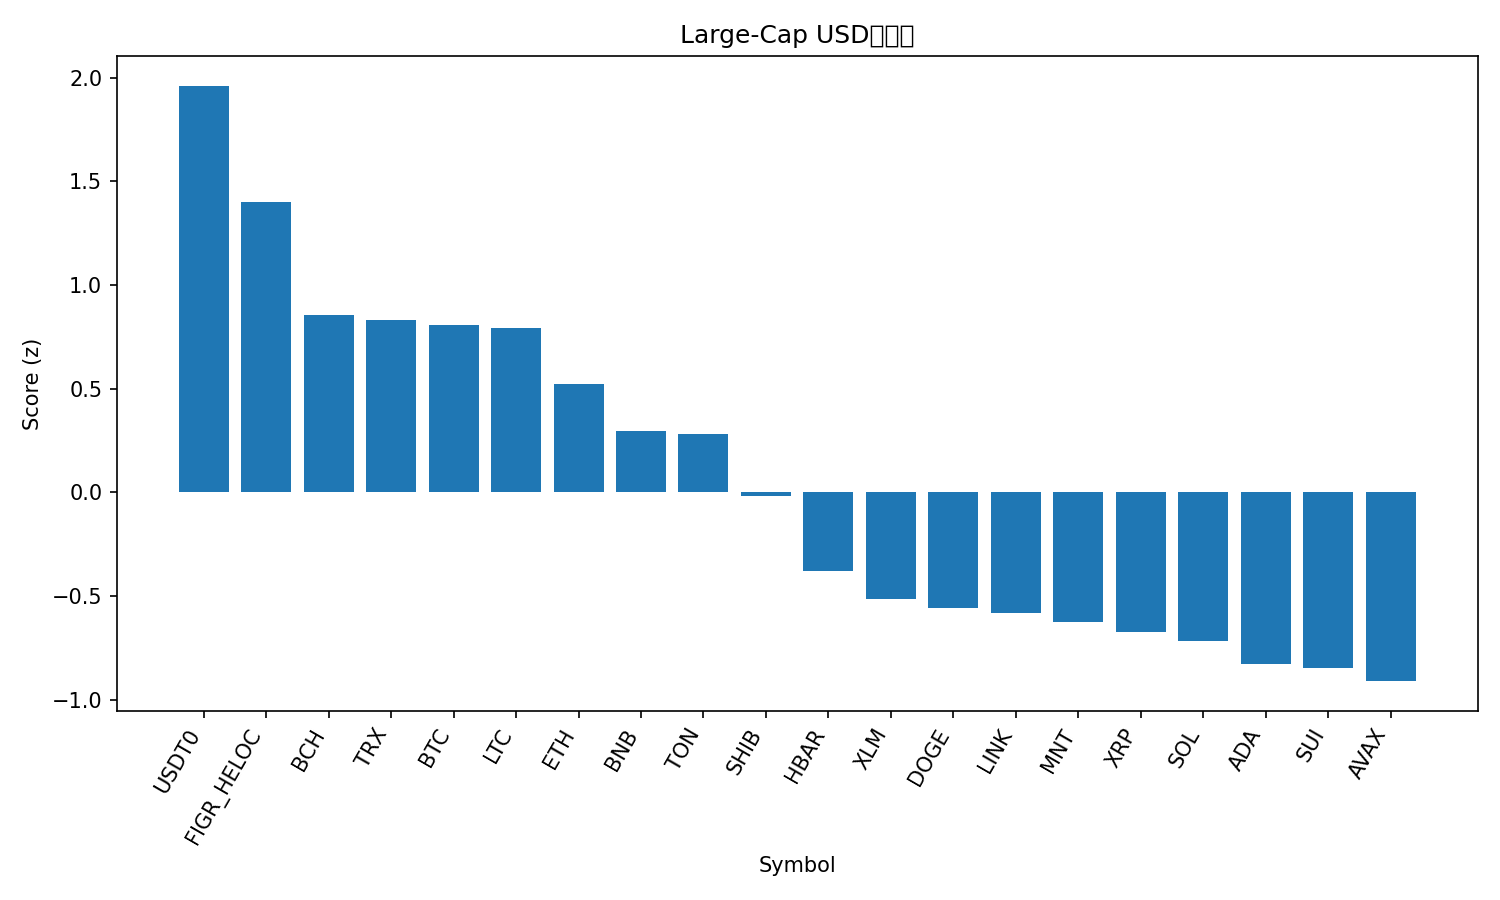 Large-Cap USD
2.0
1.5
1.0
0.5
0.0
−0.5
−1.0
Score (z)
USDT0
FIGR_HELOC
BCH
TRX
BTC
LTC
ETH
BNB
TON
SHIB
HBAR
XLM
DOGE
LINK
MNT
XRP
SOL
ADA
SUI
AVAX
Symbol